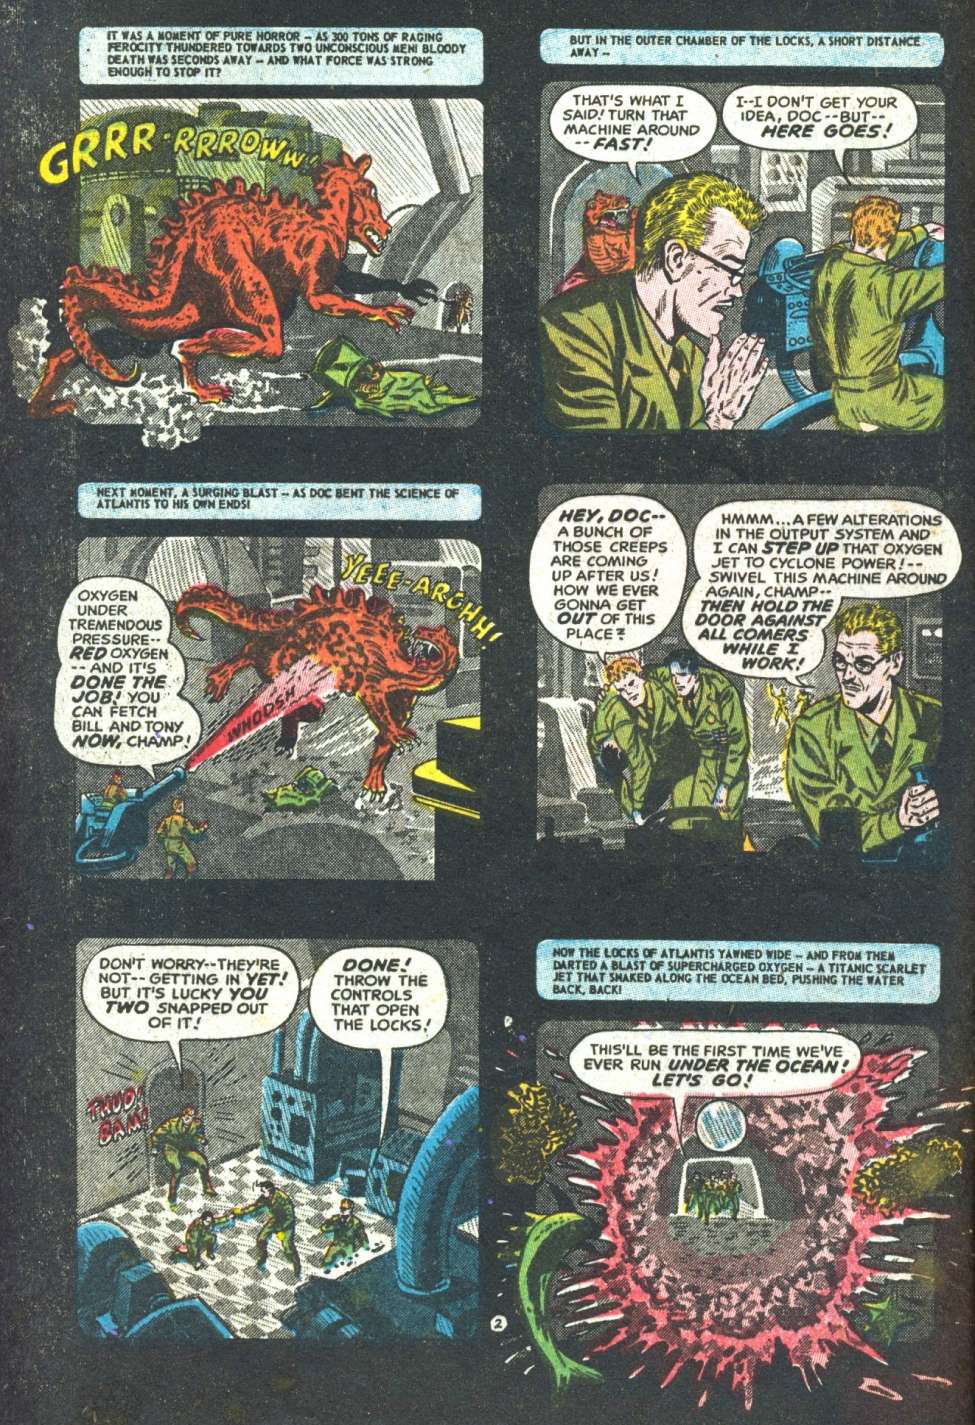 IT WAS A MOMENT OF PURE HORROR — AS 300 TONS OF RAGING
FEROCITY THUNDERED TOWARDS TWO UNCONSCIOUS MEN! BLOODY
DEATH WAS SECONDS AWAY — AND WHAT FORCE WAS STRONG
ENOUGH TO STOP IT?
GRRR-RRROWW!
BUT IN THE OUTER CHAMBER OF THE LOCKS, A SHORT DISTANCE
AWAY —
THAT'S WHAT I
SAID! TURN THAT
MACHINE AROUND
-- FAST!
I--I DON'T GET YOUR
IDEA, DOC--BUT--
HERE GOES!
NEXT MOMENT, A SURGING BLAST — AS DOC BENT THE SCIENCE OF
ATLANTIS TO HIS OWN ENDS!
YEEE-ARGHH!
OXYGEN
UNDER
TREMENDOUS
PRESSURE--
RED OXYGEN
-- AND IT'S
DONE THE
JOB! YOU
CAN FETCH
BILL AND TONY
NOW, CHAMP!
WHOOSH
HEY, DOC--
A BUNCH OF
THOSE CREEPS
ARE COMING
UP AFTER US!
HOW WE EVER
GONNA GET
OUT OF THIS
PLACE?
HMMM...A FEW ALTERATIONS
IN THE OUTPUT SYSTEM AND
I CAN STEP UP THAT OXYGEN
JET TO CYCLONE POWER!--
SWIVEL THIS MACHINE AROUND
AGAIN, CHAMP--
THEN HOLD THE
DOOR AGAINST
ALL COMERS
WHILE I
WORK!
DON'T WORRY--THEY'RE
NOT--GETTING IN YET!
BUT IT'S LUCKY YOU
TWO SNAPPED OUT
OF IT!
DONE!
THROW THE
CONTROLS
THAT OPEN
THE LOCKS!
THUD!
BAM!
2
NOW THE LOCKS OF ATLANTIS YAWNED WIDE — AND FROM THEM
DARTED A BLAST OF SUPERCHARGED OXYGEN — A TITANIC SCARLET
JET THAT SNAKED ALONG THE OCEAN BED, PUSHING THE WATER
BACK, BACK!
THIS'LL BE THE FIRST TIME WE'VE
EVER RUN UNDER THE OCEAN!
LET'S GO!